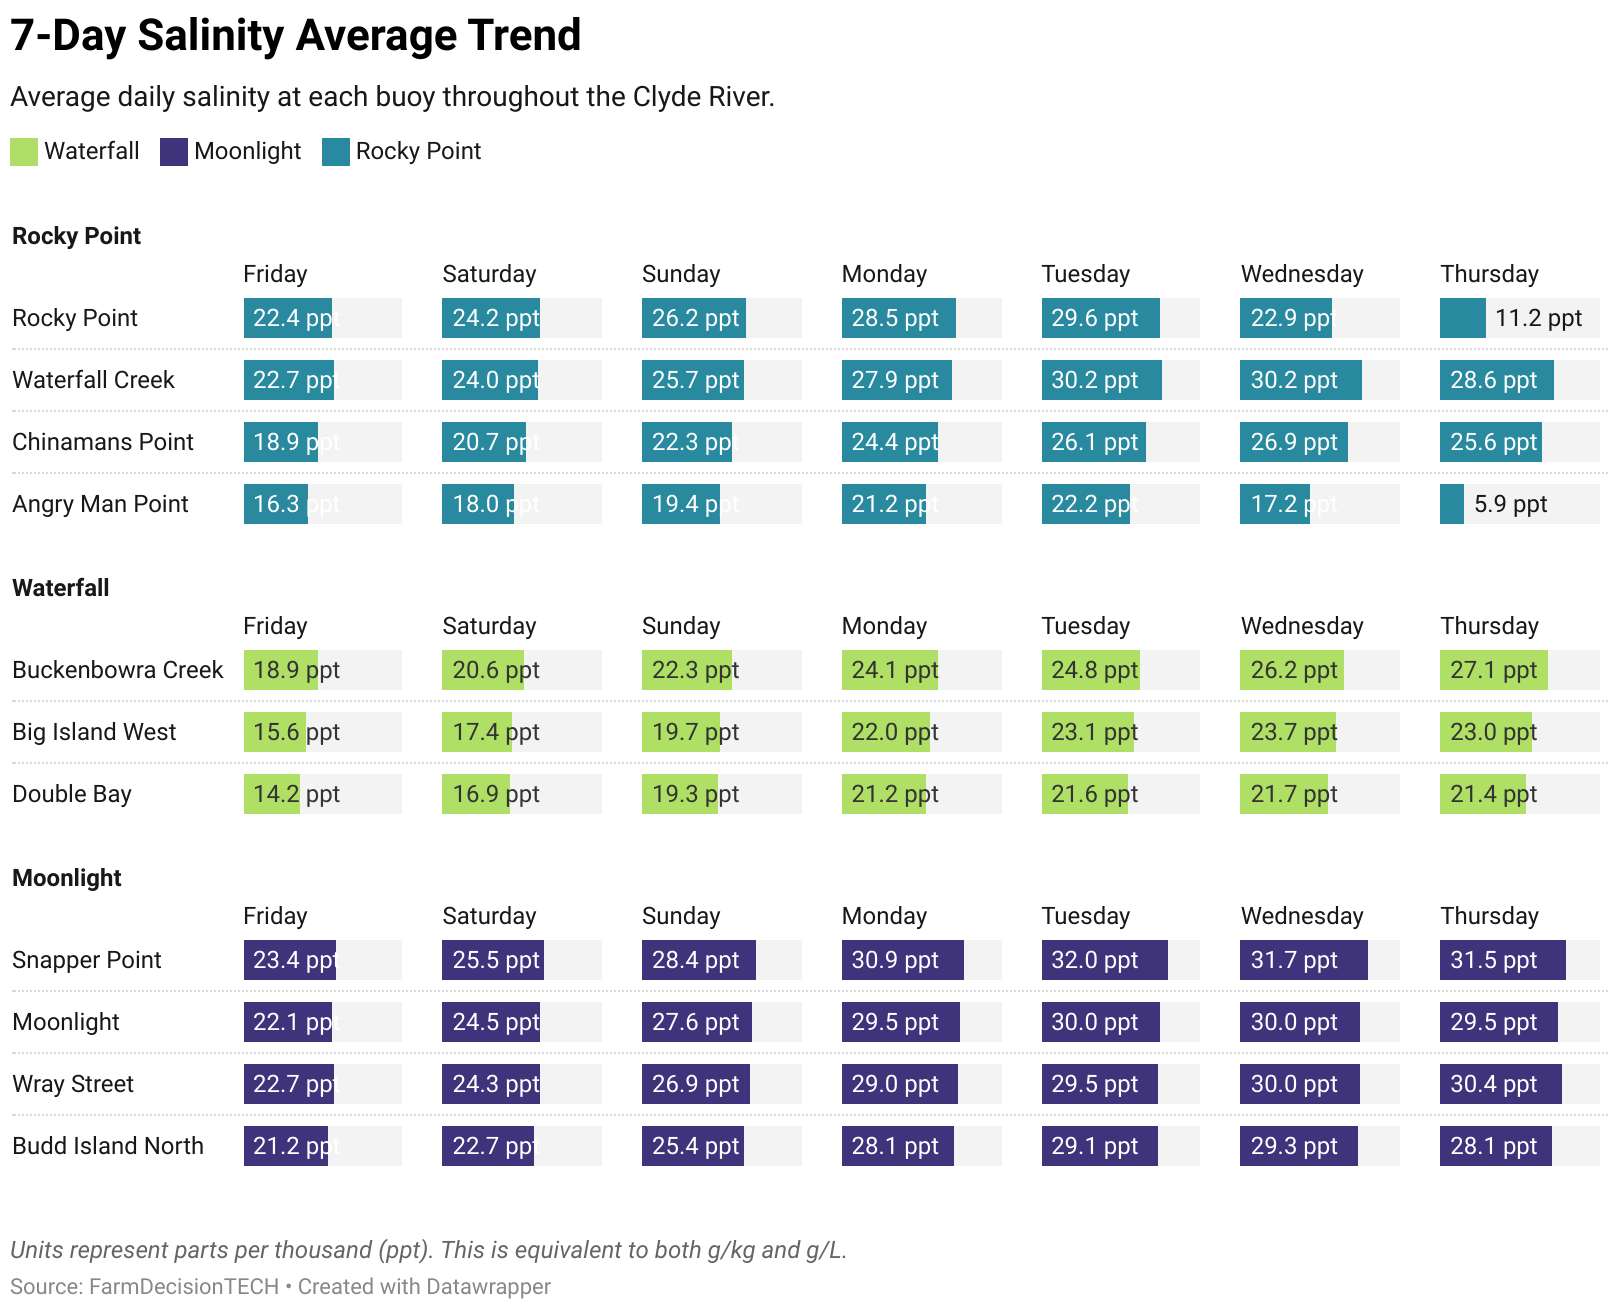 7-Day Salinity Average Trend
Average daily salinity at each buoy throughout the Clyde River.
Waterfall Moonlight Rocky Point
Rocky Point
Friday Saturday Sunday Monday Tuesday Wednesday Thursday
Rocky Point 22.4 ppt 24.2 ppt 26.2 ppt 28.5 ppt 29.6 ppt 22.9 ppt 11.2 ppt
Waterfall Creek 22.7 ppt 24.0 ppt 25.7 ppt 27.9 ppt 30.2 ppt 30.2 ppt 28.6 ppt
Chinamans Point 18.9 ppt 20.7 ppt 22.3 ppt 24.4 ppt 26.1 ppt 26.9 ppt 25.6 ppt
Angry Man Point 16.3 ppt 18.0 ppt 19.4 ppt 21.2 ppt 22.2 ppt 17.2 ppt 5.9 ppt
Waterfall
Friday Saturday Sunday Monday Tuesday Wednesday Thursday
Buckenbowra Creek 18.9 ppt 20.6 ppt 22.3 ppt 24.1 ppt 24.8 ppt 26.2 ppt 27.1 ppt
Big Island West 15.6 ppt 17.4 ppt 19.7 ppt 22.0 ppt 23.1 ppt 23.7 ppt 23.0 ppt
Double Bay 14.2 ppt 16.9 ppt 19.3 ppt 21.2 ppt 21.6 ppt 21.7 ppt 21.4 ppt
Moonlight
Friday Saturday Sunday Monday Tuesday Wednesday Thursday
Snapper Point 23.4 ppt 25.5 ppt 28.4 ppt 30.9 ppt 32.0 ppt 31.7 ppt 31.5 ppt
Moonlight 22.1 ppt 24.5 ppt 27.6 ppt 29.5 ppt 30.0 ppt 30.0 ppt 29.5 ppt
Wray Street 22.7 ppt 24.3 ppt 26.9 ppt 29.0 ppt 29.5 ppt 30.0 ppt 30.4 ppt
Budd Island North 21.2 ppt 22.7 ppt 25.4 ppt 28.1 ppt 29.1 ppt 29.3 ppt 28.1 ppt
Units represent parts per thousand (ppt). This is equivalent to both g/kg and g/L.
Source: FarmDecisionTECH • Created with Datawrapper